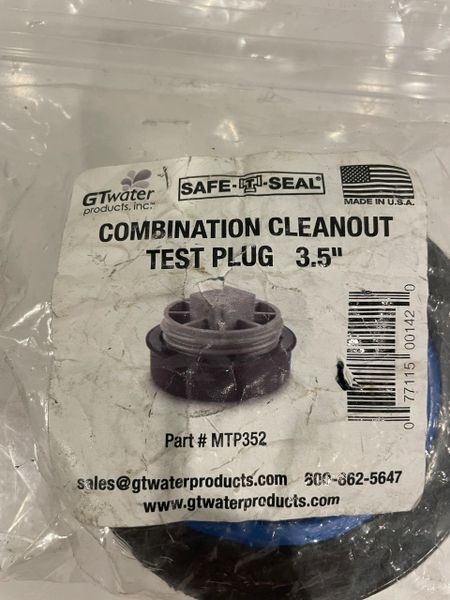 GTwater
products, inc.™
SAFE-T-SEAL®
MADE IN U.S.A.
COMBINATION CLEANOUT
TEST PLUG 3.5"
Part # MTP352
0 77115 00142 0
sales@gtwaterproducts.com 800-862-5647
www.gtwaterproducts.com